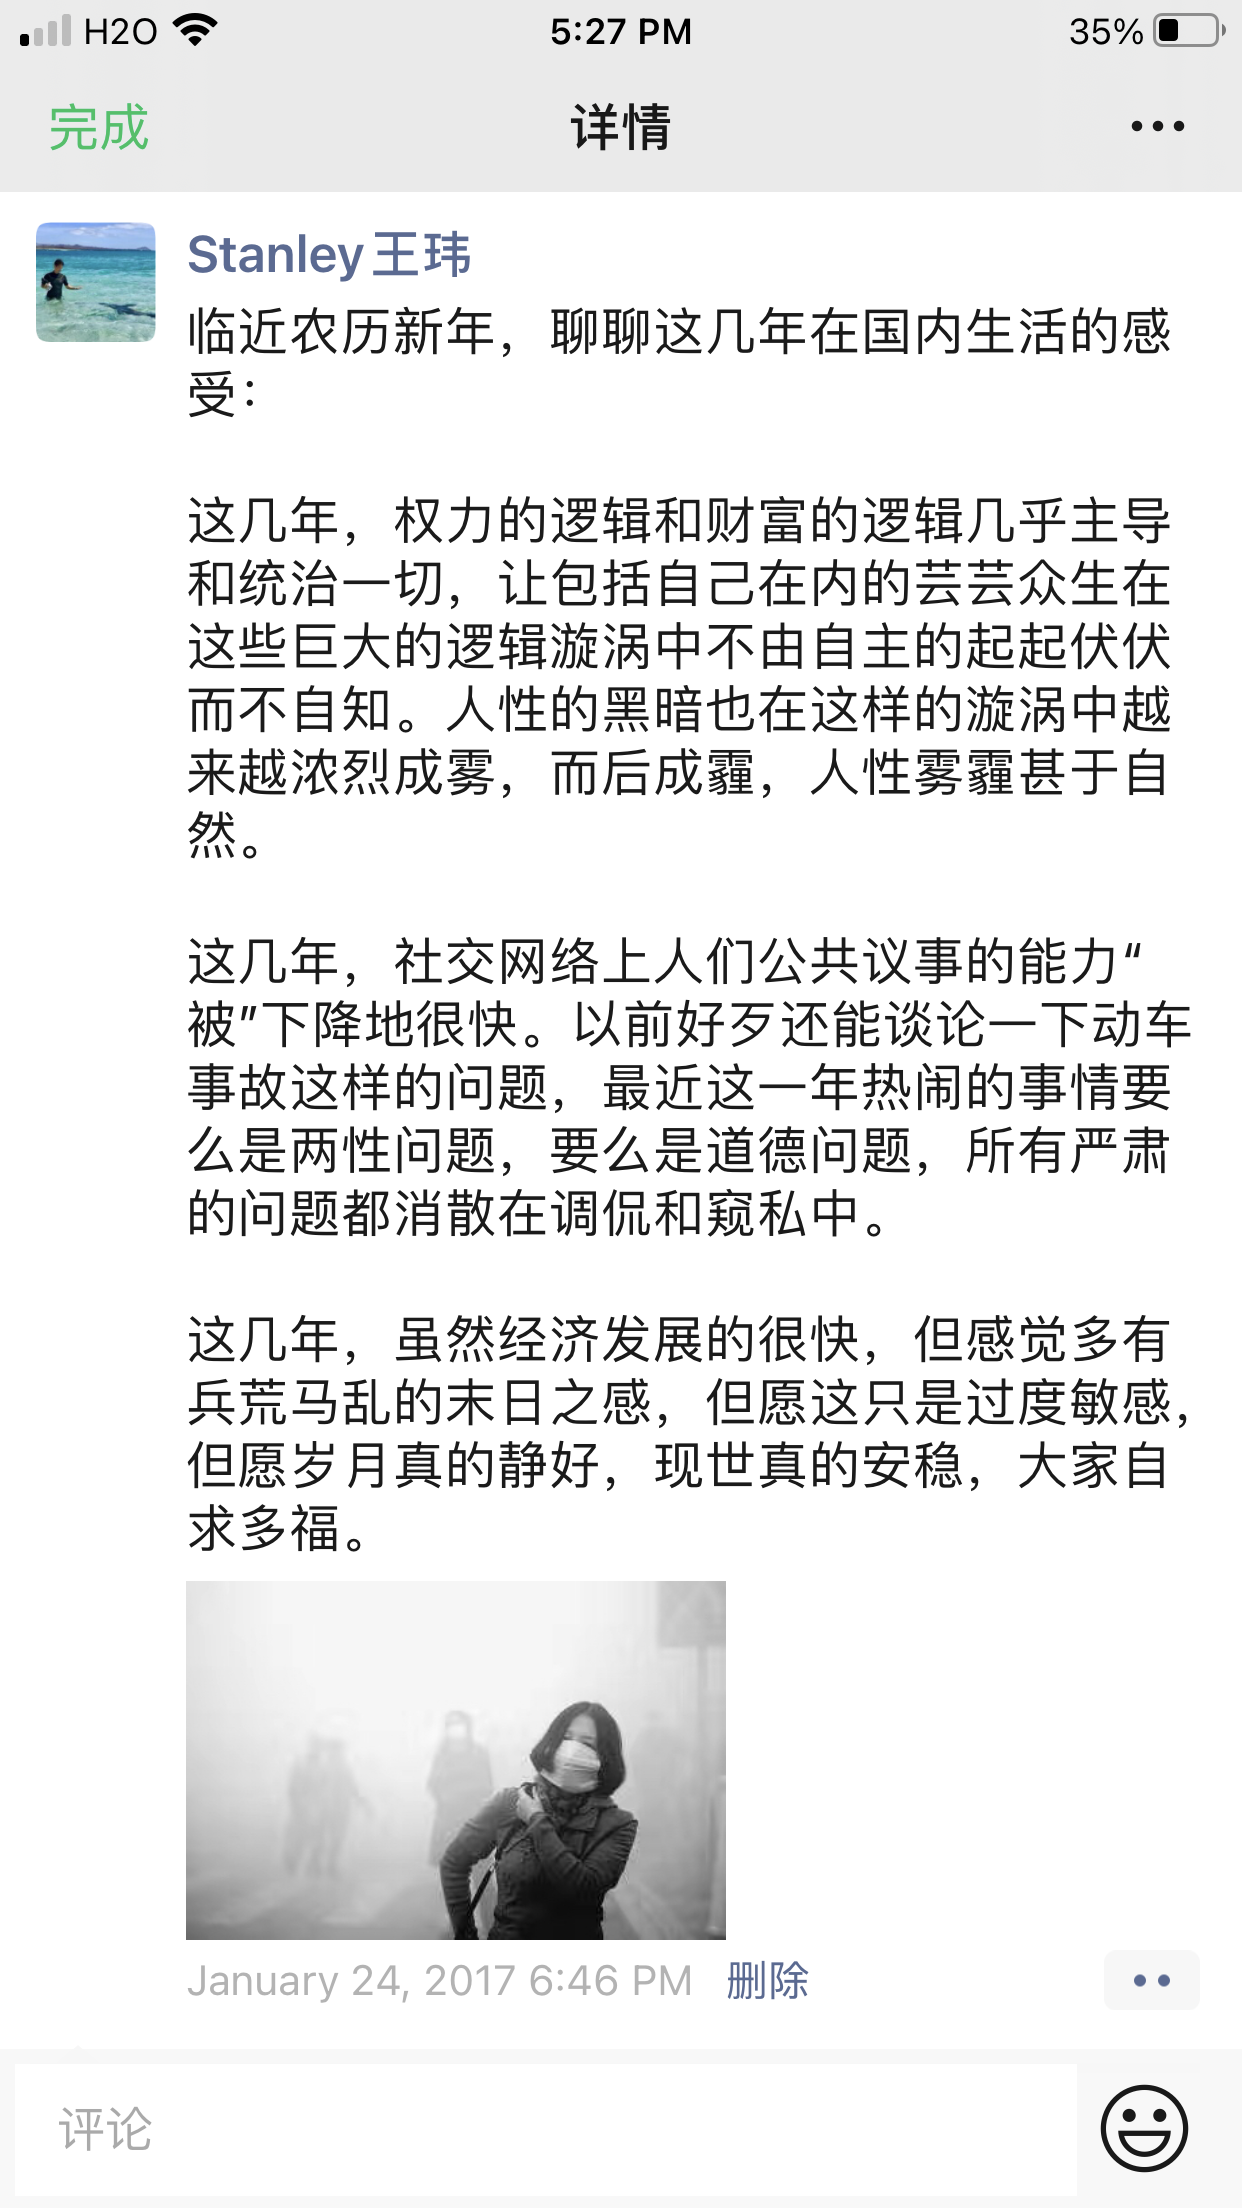 H2O
5:27 PM
35%
完成
详情
Stanley王玮
临近农历新年，聊聊这几年在国内生活的感
受：
这几年，权力的逻辑和财富的逻辑几乎主导
和统治一切，让包括自己在内的芸芸众生在
这些巨大的逻辑漩涡中不由自主的起起伏伏
而不自知。人性的黑暗也在这样的漩涡中越
来越浓烈成雾，而后成霾，人性雾霾甚于自
然。
这几年，社交网络上人们公共议事的能力“
被”下降地很快。以前好歹还能谈论一下动车
事故这样的问题，最近这一年热闹的事情要
么是两性问题，要么是道德问题，所有严肃
的问题都消散在调侃和窥私中。
这几年，虽然经济发展的很快，但感觉多有
兵荒马乱的末日之感，但愿这只是过度敏感，
但愿岁月真的静好，现世真的安稳，大家自
求多福。
January 24, 2017 6:46 PM 删除
评论